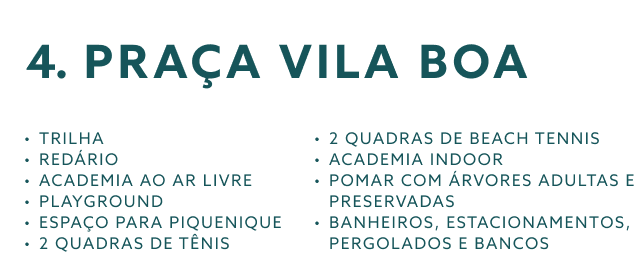 4. PRAÇA VILA BOA
• TRILHA
• REDÁRIO
• ACADEMIA AO AR LIVRE
• PLAYGROUND
• ESPAÇO PARA PIQUENIQUE
• 2 QUADRAS DE TÊNIS
• 2 QUADRAS DE BEACH TENNIS
• ACADEMIA INDOOR
• POMAR COM ÁRVORES ADULTAS E
PRESERVADAS
• BANHEIROS, ESTACIONAMENTOS,
PERGOLADOS E BANCOS